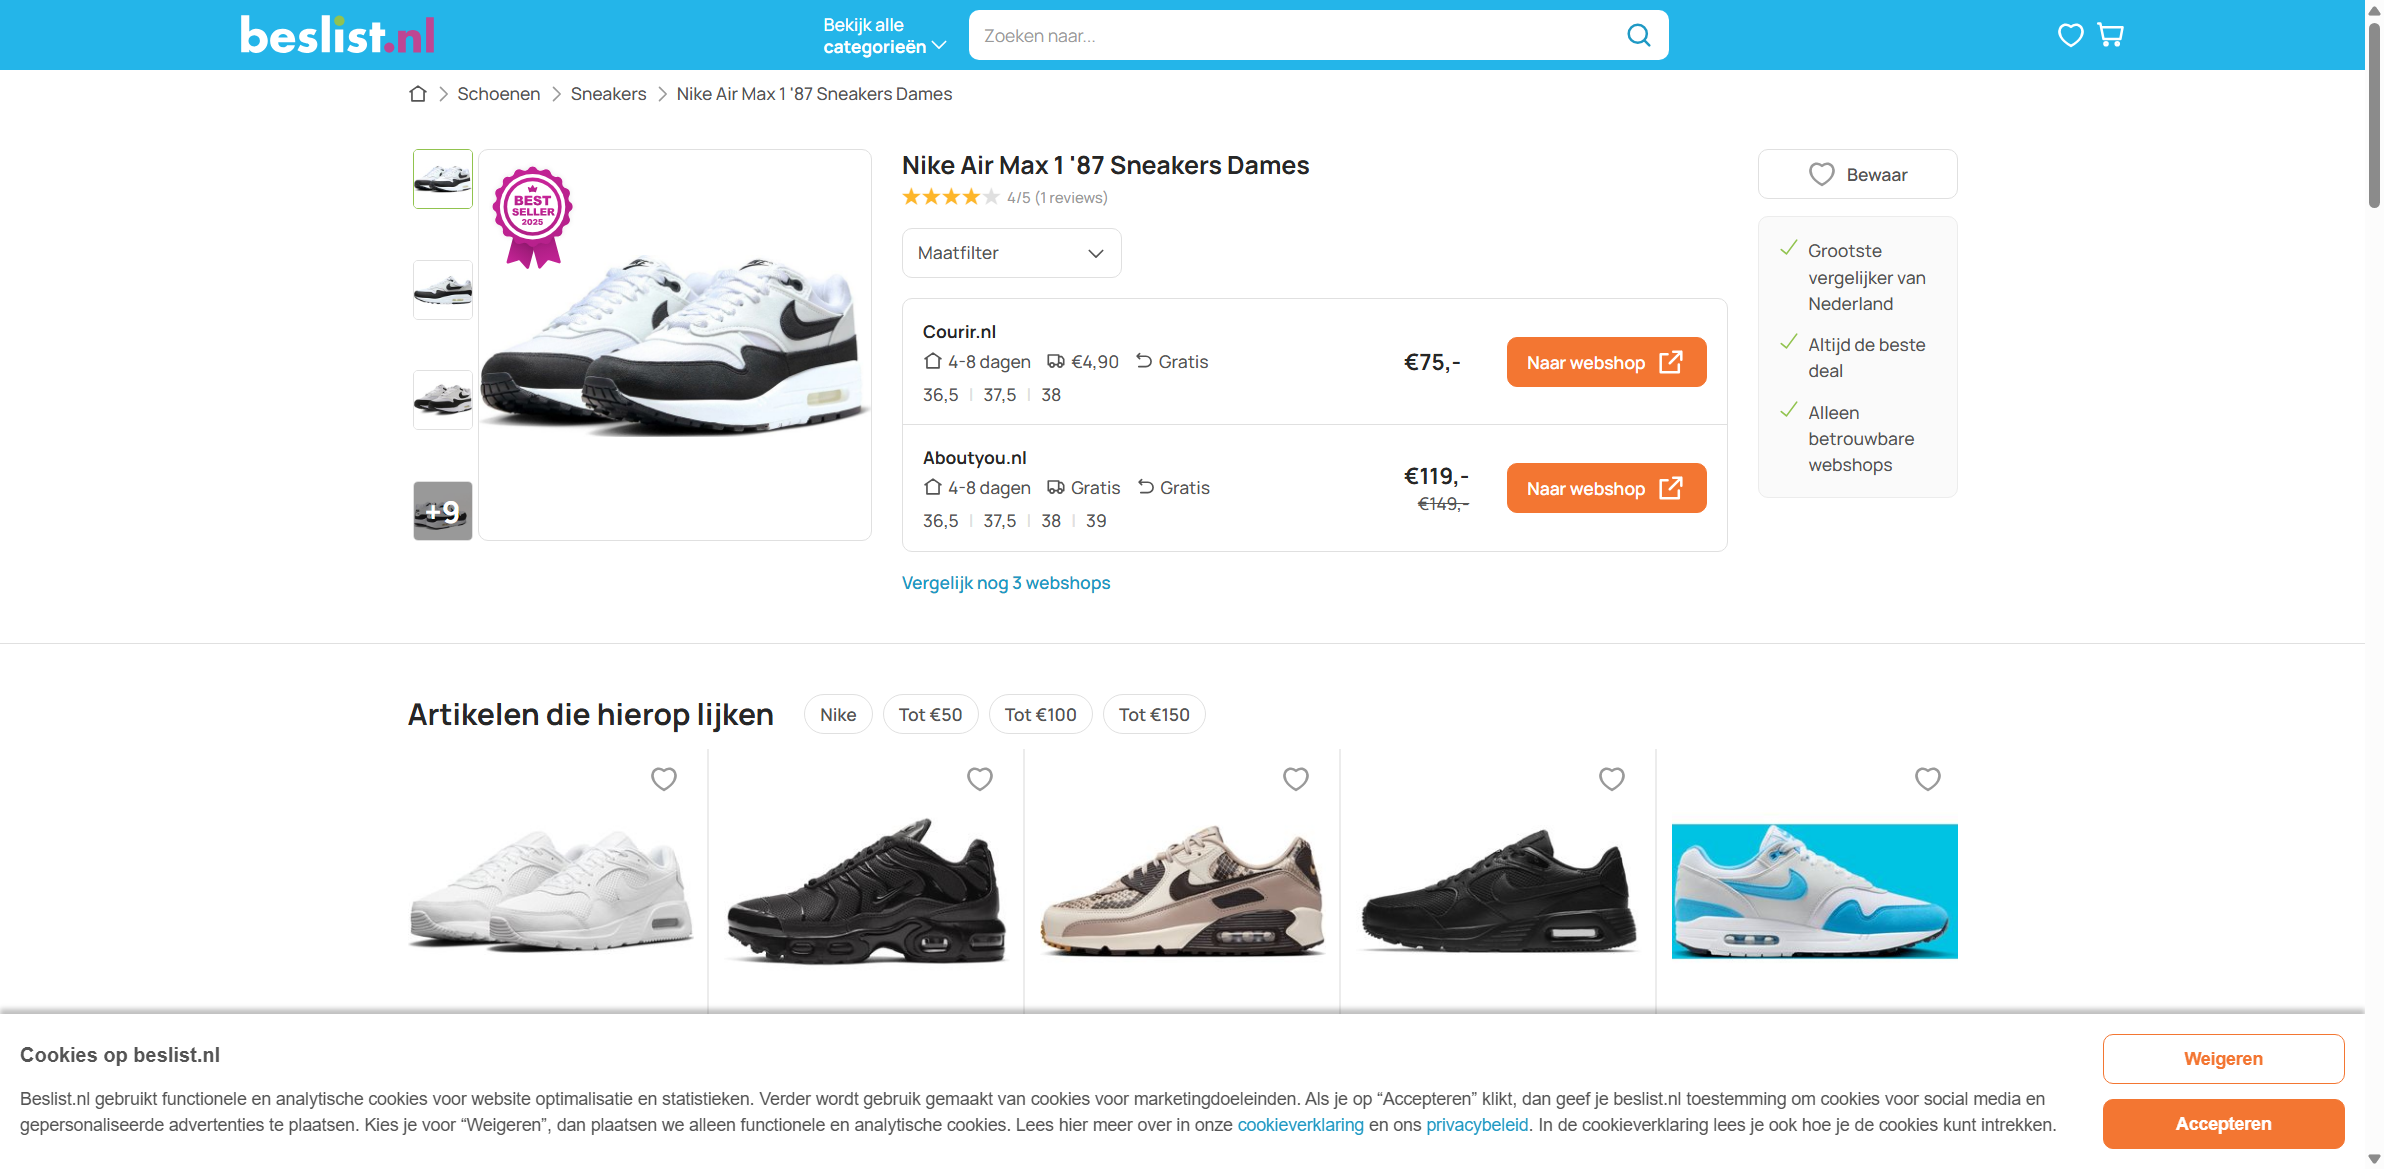 beslist.nl
Bekijk alle
categorieën
Zoeken naar...
Schoenen
Sneakers
Nike Air Max 1 '87 Sneakers Dames
BEST
SELLER
2025
+9
Nike Air Max 1 '87 Sneakers Dames
4/5 (1 reviews)
Maatfilter
Courir.nl
4-8 dagen €4,90 Gratis
36,5 | 37,5 | 38
€75,-
Naar webshop
Aboutyou.nl
4-8 dagen Gratis Gratis
36,5 | 37,5 | 38 | 39
€119,-
€149,-
Naar webshop
Vergelijk nog 3 webshops
Bewaar
Grootste
vergelijker van
Nederland
Altijd de beste
deal
Alleen
betrouwbare
webshops
Artikelen die hierop lijken
Nike
Tot €50
Tot €100
Tot €150
Cookies op beslist.nl
Beslist.nl gebruikt functionele en analytische cookies voor website optimalisatie en statistieken. Verder wordt gebruik gemaakt van cookies voor marketingdoeleinden. Als je op “Accepteren” klikt, dan geef je beslist.nl toestemming om cookies voor social media en
gepersonaliseerde advertenties te plaatsen. Kies je voor “Weigeren”, dan plaatsen we alleen functionele en analytische cookies. Lees hier meer over in onze cookieverklaring en ons privacybeleid. In de cookieverklaring lees je ook hoe je de cookies kunt intrekken.
Weigeren
Accepteren